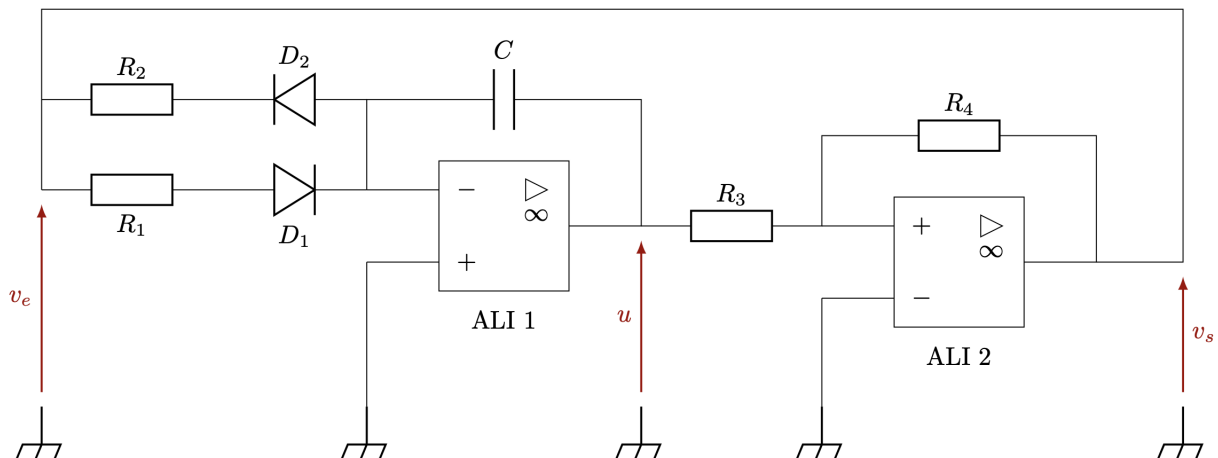 D₂
C
R₂
R₄
R₁
D₁
−
▷
∞
+
R₃
+
▷
∞
−
vₑ
ALI 1
u
ALI 2
vₛ